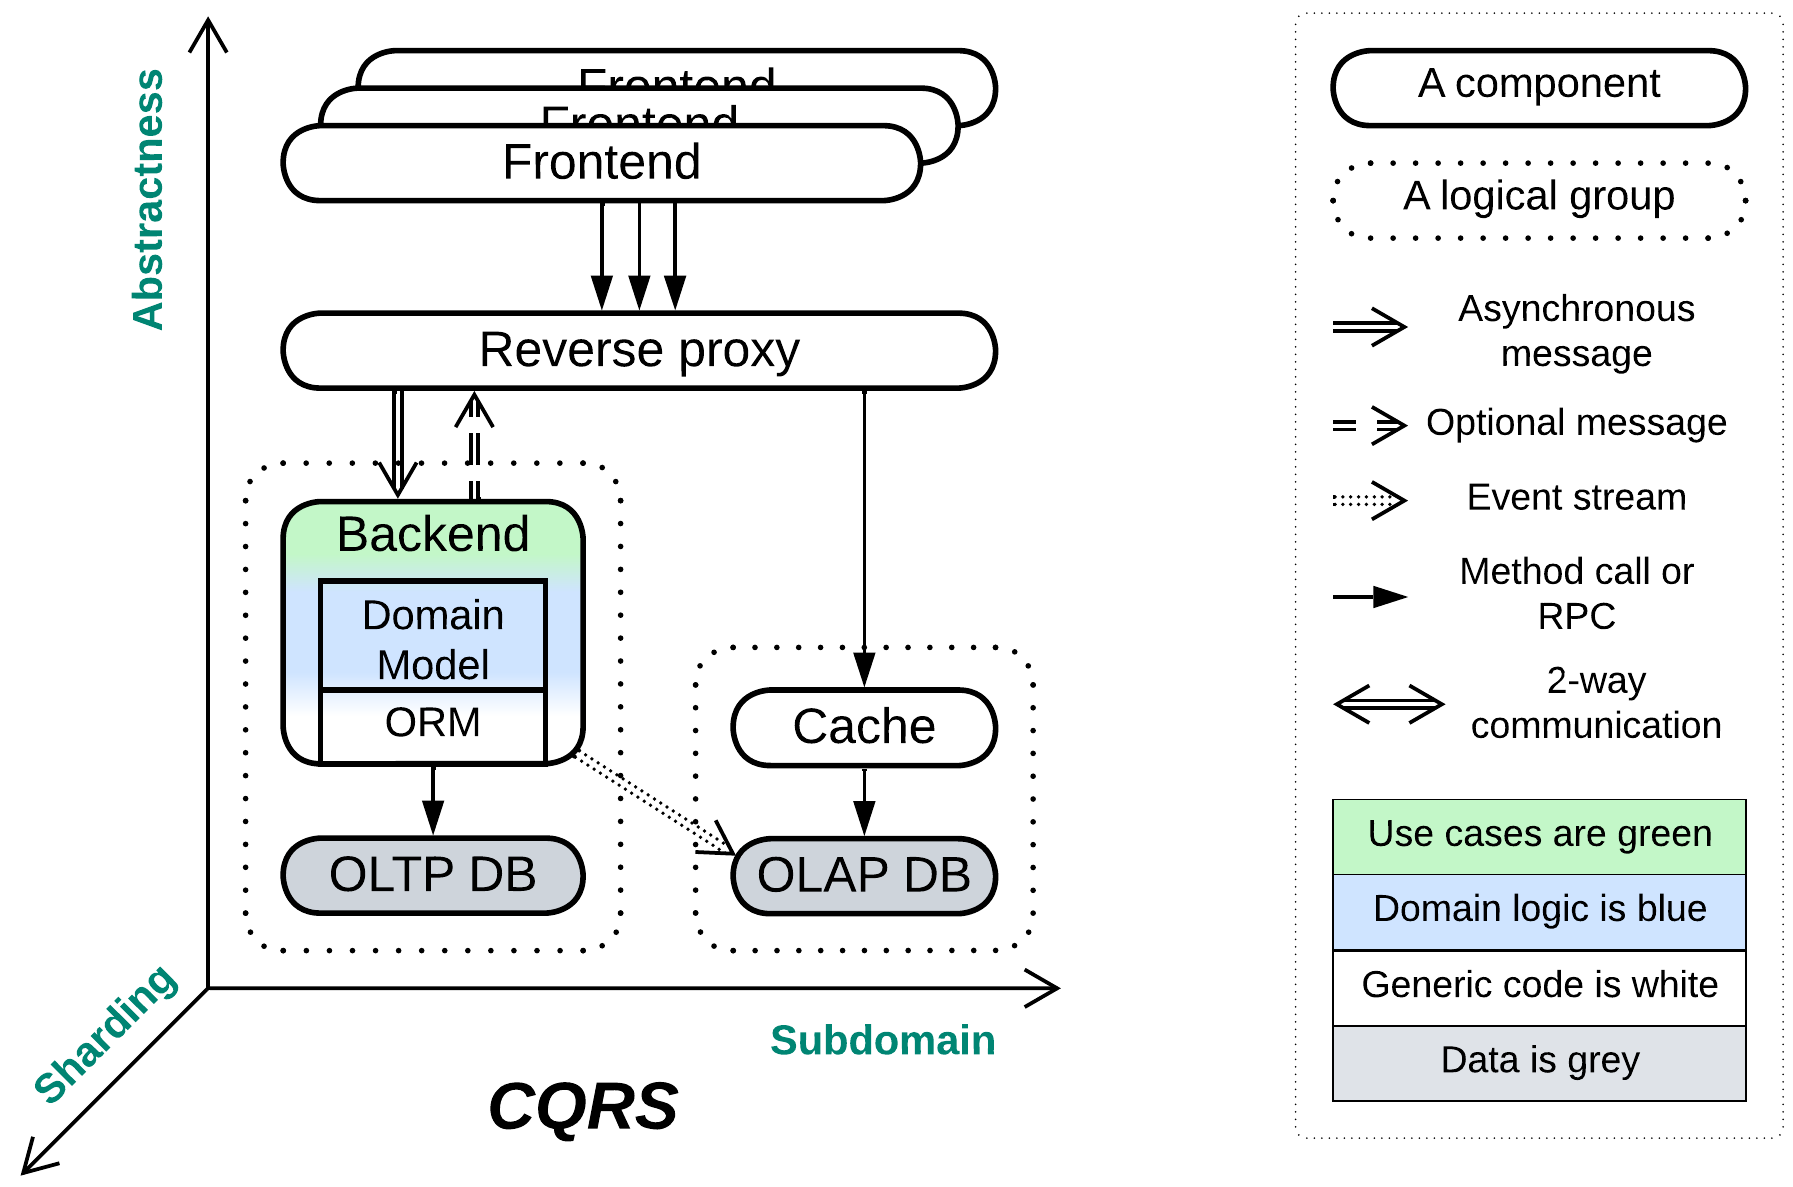 Abstractness
Frontend
Frontend
Frontend
Reverse proxy
Backend
Domain
Model
ORM
Cache
OLTP DB
OLAP DB
Sharding
Subdomain
CQRS
A component
A logical group
Asynchronous
message
Optional message
Event stream
Method call or
RPC
2-way
communication
Use cases are green
Domain logic is blue
Generic code is white
Data is grey